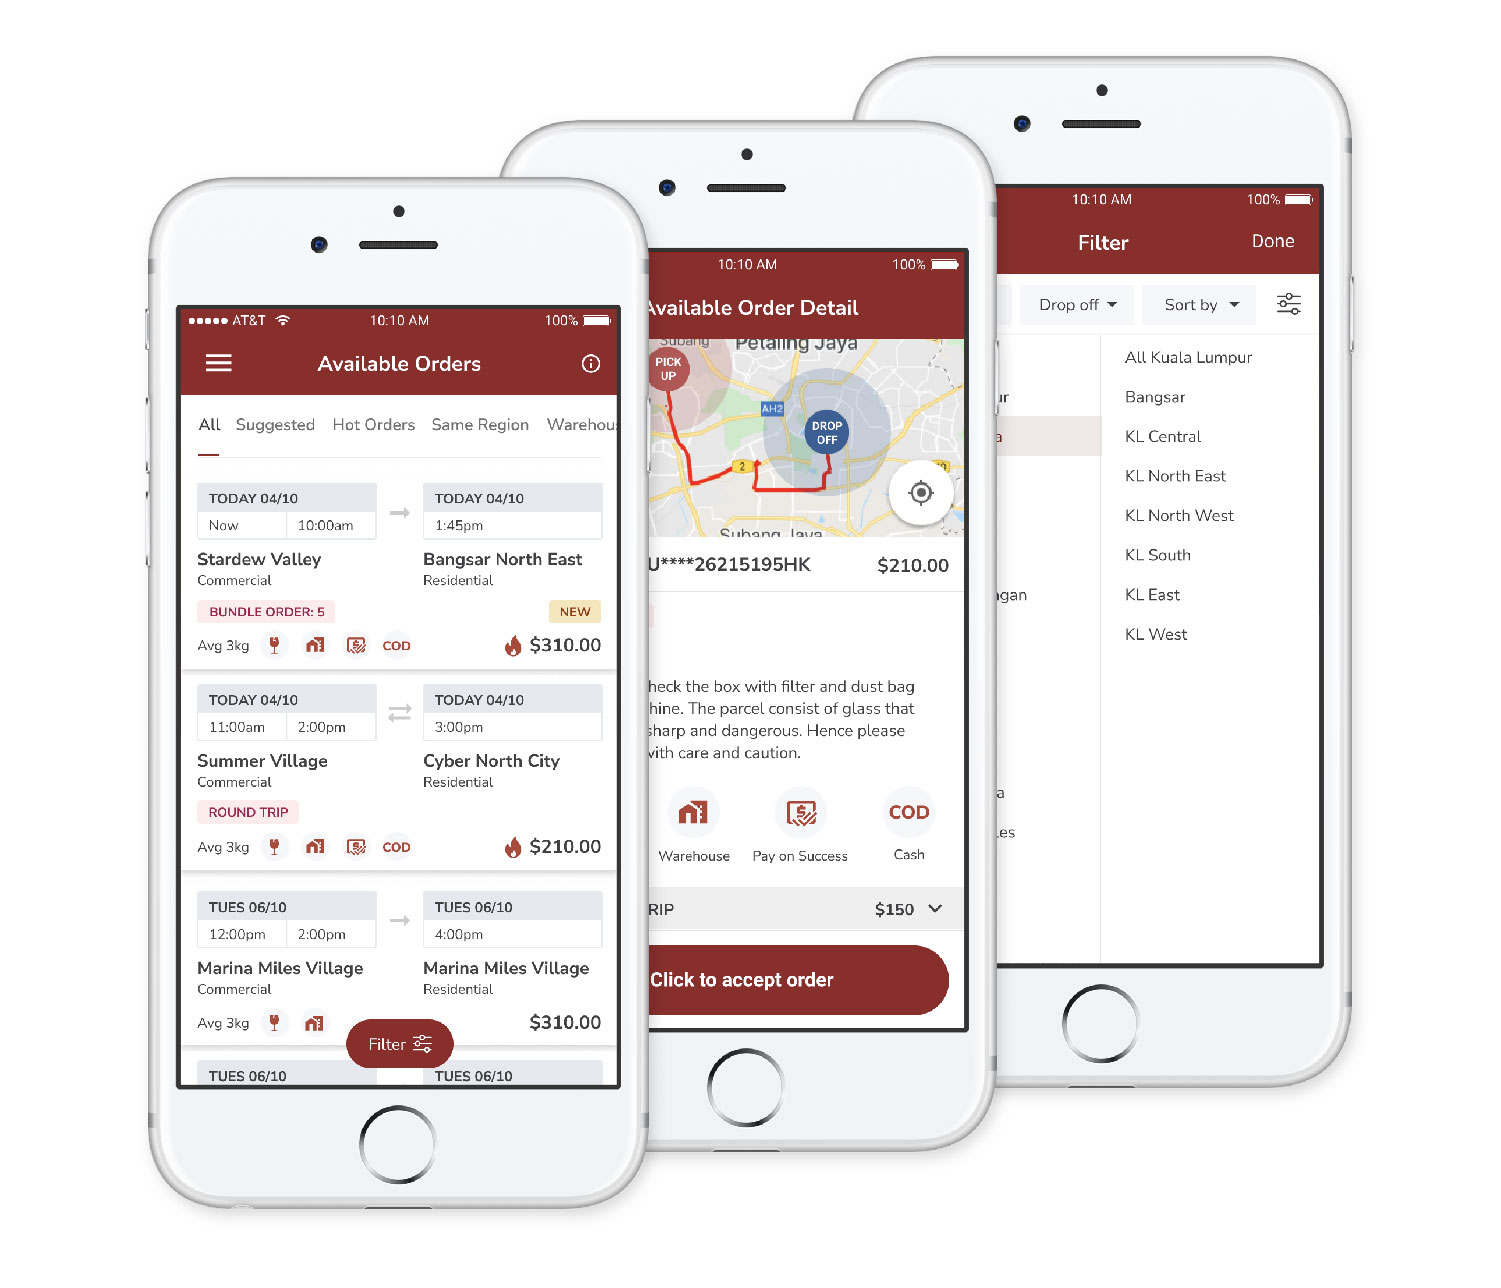 AT&T 10:10 AM 100%
Available Orders
All Suggested Hot Orders Same Region Warehou
TODAY 04/10 TODAY 04/10
Now 10:00am 1:45pm
Stardew Valley Bangsar North East
Commercial Residential
BUNDLE ORDER: 5 NEW
Avg 3kg COD $310.00
TODAY 04/10 TODAY 04/10
11:00am 2:00pm 3:00pm
Summer Village Cyber North City
Commercial Residential
ROUND TRIP
Avg 3kg COD $210.00
TUES 06/10 TUES 06/10
12:00pm 2:00pm 4:00pm
Marina Miles Village Marina Miles Village
Commercial Residential
Avg 3kg $310.00
Filter
TUES 06/10 TUES 06/10
10:10 AM 100%
Available Order Detail
Subang Petaling Jaya
PICK
UP
AH2
DROP
OFF
2
Subang Jaya
U****26215195HK $210.00
heck the box with filter and dust bag
hine. The parcel consist of glass that
sharp and dangerous. Hence please
with care and caution.
COD
Warehouse Pay on Success Cash
RIP $150
Click to accept order
10:10 AM 100%
Filter Done
Drop off Sort by
ur
a
ngan
a
les
All Kuala Lumpur
Bangsar
KL Central
KL North East
KL North West
KL South
KL East
KL West